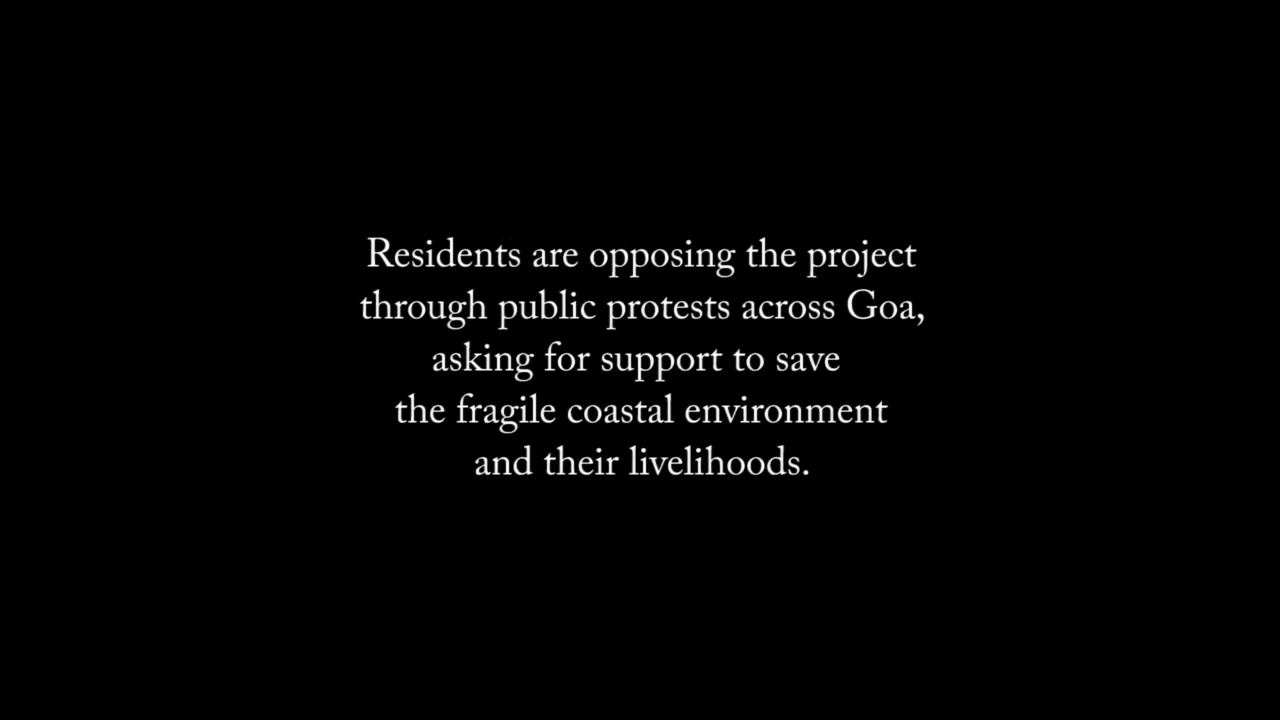 Residents are opposing the project
through public protests across Goa,
asking for support to save
the fragile coastal environment
and their livelihoods.